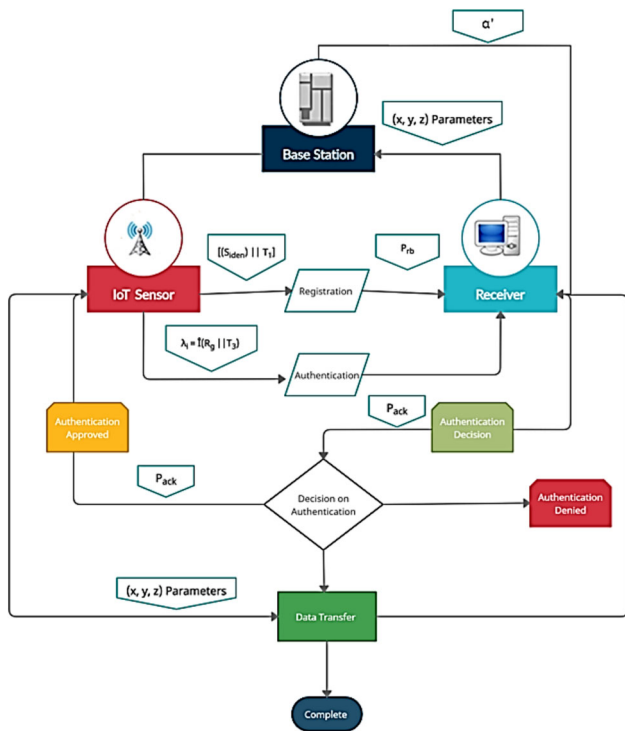 α'
(x, y, z) Parameters
Base Station
[(S_iden) || T_1]
P_rb
IoT Sensor
Registration
Receiver
λ_i = Î(R_g ||T_3)
Authentication
P_ack
Authentication
Approved
Authentication
Decision
P_ack
Decision on
Authentication
Authentication
Denied
(x, y, z) Parameters
Data Transfer
Complete